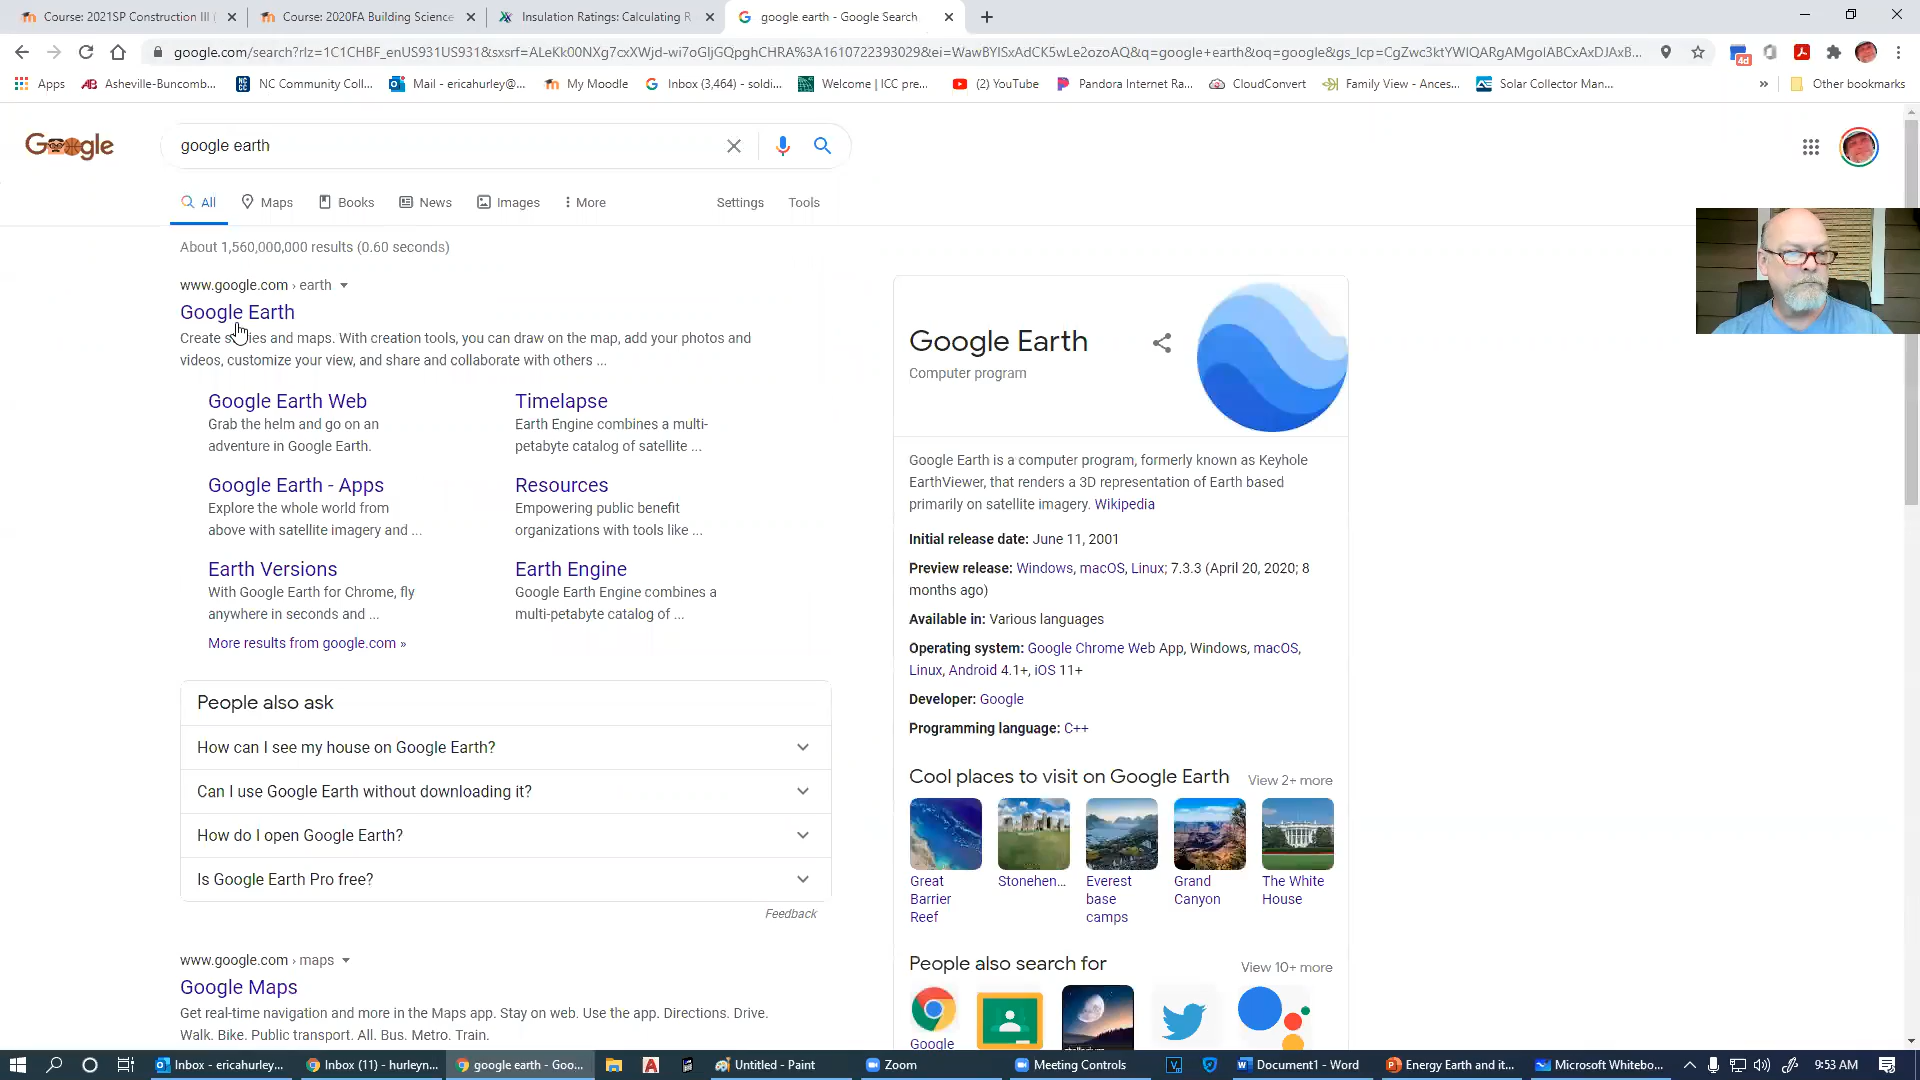 Course: 2021SP Construction III (
Course: 2020FA Building Science
Insulation Ratings: Calculating R
google earth - Google Search
google.com/search?rlz=1C1CHBF_enUS931US931&sxsrf=ALeKk00NXg7cxXWjd-wi7oGljGQpghCHRA%3A1610722393029&ei=WawBYISxAdCK5wLe2ozoAQ&q=google+earth&oq=google&gs_lcp=CgZwc3ktYWIQARgAMgoIABCxAxDJAxB...
4d
Apps
Asheville-Buncomb...
NC Community Coll...
Mail - ericahurley@...
My Moodle
Inbox (3,464) - soldi...
Welcome | ICC pre...
(2) YouTube
Pandora Internet Ra...
CloudConvert
Family View - Ances...
Solar Collector Man...
»
Other bookmarks
Google
google earth
All
Maps
Books
News
Images
More
Settings
Tools
About 1,560,000,000 results (0.60 seconds)
www.google.com › earth
Google Earth
Create s ies and maps. With creation tools, you can draw on the map, add your photos and
videos, customize your view, and share and collaborate with others ...
Google Earth Web
Grab the helm and go on an
adventure in Google Earth.
Timelapse
Earth Engine combines a multi-
petabyte catalog of satellite ...
Google Earth - Apps
Explore the whole world from
above with satellite imagery and ...
Resources
Empowering public benefit
organizations with tools like ...
Earth Versions
With Google Earth for Chrome, fly
anywhere in seconds and ...
Earth Engine
Google Earth Engine combines a
multi-petabyte catalog of ...
More results from google.com »
People also ask
How can I see my house on Google Earth?
Can I use Google Earth without downloading it?
How do I open Google Earth?
Is Google Earth Pro free?
Feedback
www.google.com › maps
Google Maps
Get real-time navigation and more in the Maps app. Stay on web. Use the app. Directions. Drive.
Walk. Bike. Public transport. All. Bus. Metro. Train.
Google Earth
Computer program
Google Earth is a computer program, formerly known as Keyhole
EarthViewer, that renders a 3D representation of Earth based
primarily on satellite imagery. Wikipedia
Initial release date: June 11, 2001
Preview release: Windows, macOS, Linux; 7.3.3 (April 20, 2020; 8
months ago)
Available in: Various languages
Operating system: Google Chrome Web App, Windows, macOS,
Linux, Android 4.1+, iOS 11+
Developer: Google
Programming language: C++
Cool places to visit on Google Earth
View 2+ more
Great
Barrier
Reef
Stonehen...
Everest
base
camps
Grand
Canyon
The White
House
People also search for
View 10+ more
Google
Inbox - ericahurley...
Inbox (11) - hurleyn...
google earth - Goo...
Untitled - Paint
Zoom
Meeting Controls
Document1 - Word
Energy Earth and it...
Microsoft Whitebo...
9:53 AM